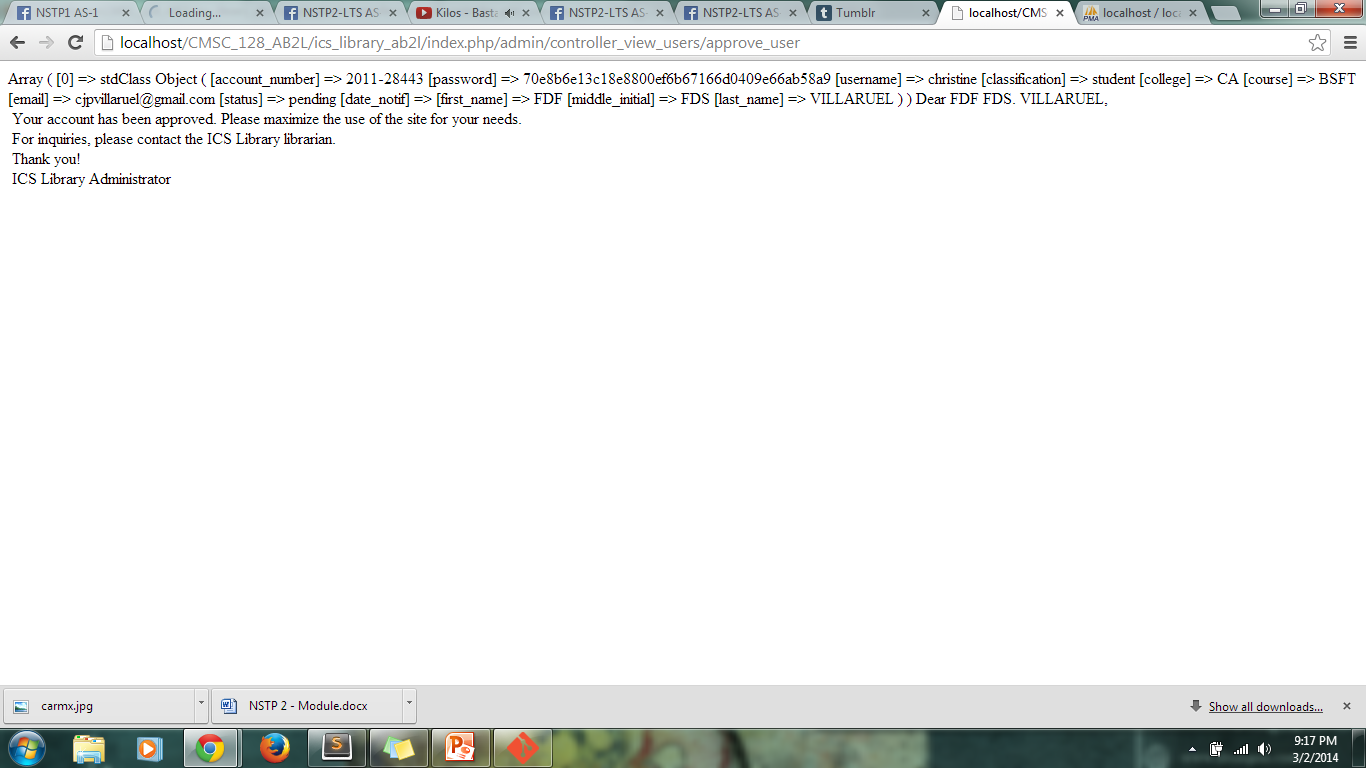 NSTP1 AS-1
Loading...
NSTP2-LTS AS
Kilos - Basta
NSTP2-LTS AS
NSTP2-LTS AS
Tumblr
localhost/CMS
PMA
localhost / loca
localhost/CMSC_128_AB2L/ics_library_ab2l/index.php/admin/controller_view_users/approve_user
Array ( [0] => stdClass Object ( [account_number] => 2011-28443 [password] => 70e8b6e13c18e8800ef6b67166d0409e66ab58a9 [username] => christine [classification] => student [college] => CA [course] => BSFT
[email] => cjpvillaruel@gmail.com [status] => pending [date_notif] => [first_name] => FDF [middle_initial] => FDS [last_name] => VILLARUEL ) ) Dear FDF FDS. VILLARUEL,
Your account has been approved. Please maximize the use of the site for your needs.
For inquiries, please contact the ICS Library librarian.
Thank you!
ICS Library Administrator
carmx.jpg
NSTP 2 - Module.docx
Show all downloads...
9:17 PM
3/2/2014